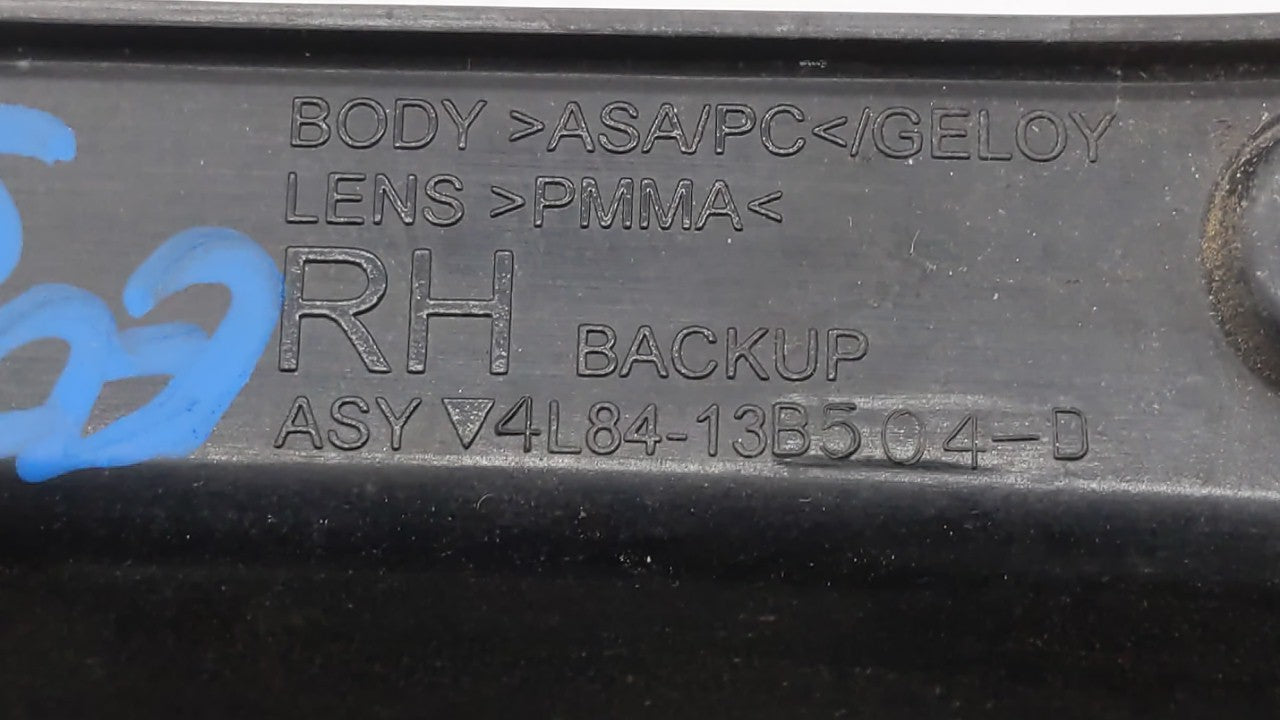 BODY >ASA/PC</GELOY
LENS >PMMA<
RH BACKUP
ASY ▽4L84-13B504-D